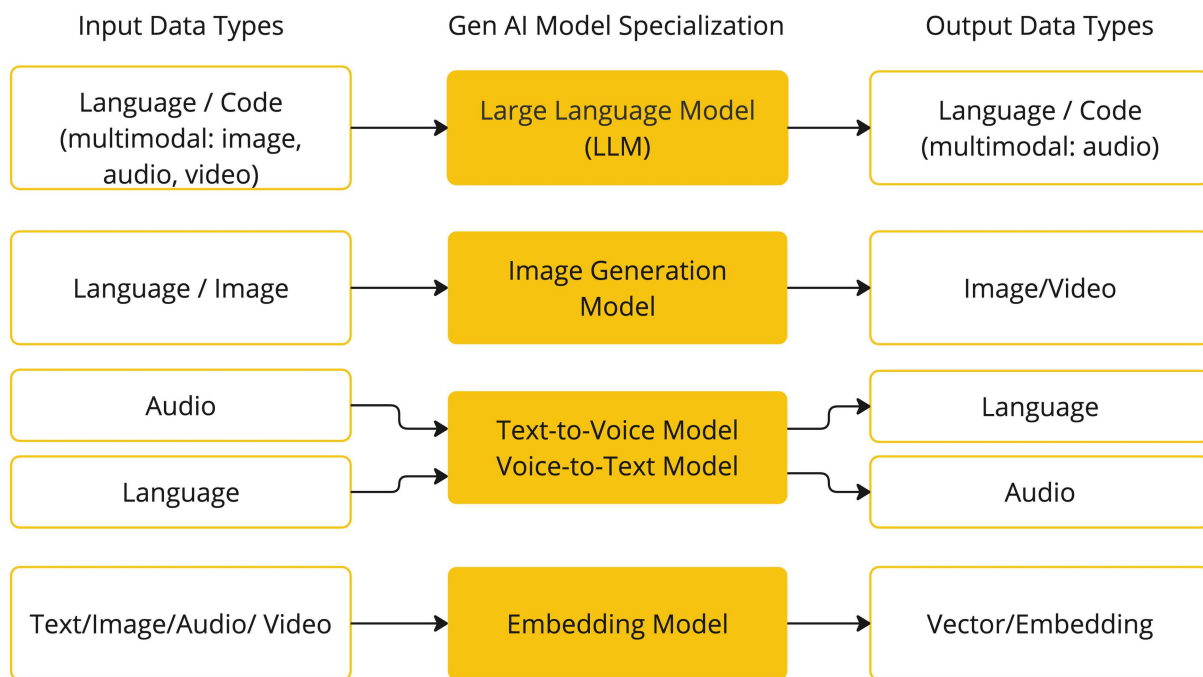 Input Data Types
Gen AI Model Specialization
Output Data Types
Language / Code
(multimodal: image,
audio, video)
Large Language Model
(LLM)
Language / Code
(multimodal: audio)
Language / Image
Image Generation
Model
Image/Video
Audio
Language
Text-to-Voice Model
Voice-to-Text Model
Language
Audio
Text/Image/Audio/ Video
Embedding Model
Vector/Embedding